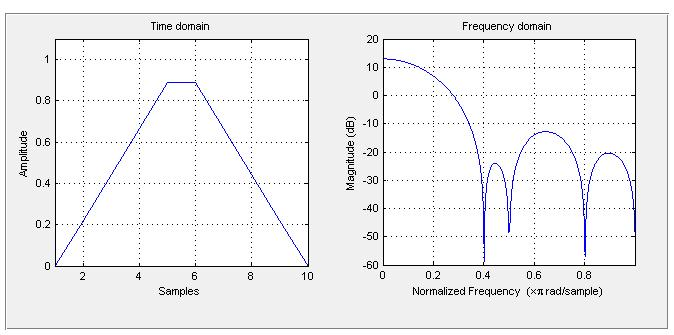 Time domain
Amplitude
1
0.8
0.6
0.4
0.2
0
2 4 6 8 10
Samples
Frequency domain
Magnitude (dB)
20
10
0
-10
-20
-30
-40
-50
-60
0 0.2 0.4 0.6 0.8
Normalized Frequency (×π rad/sample)